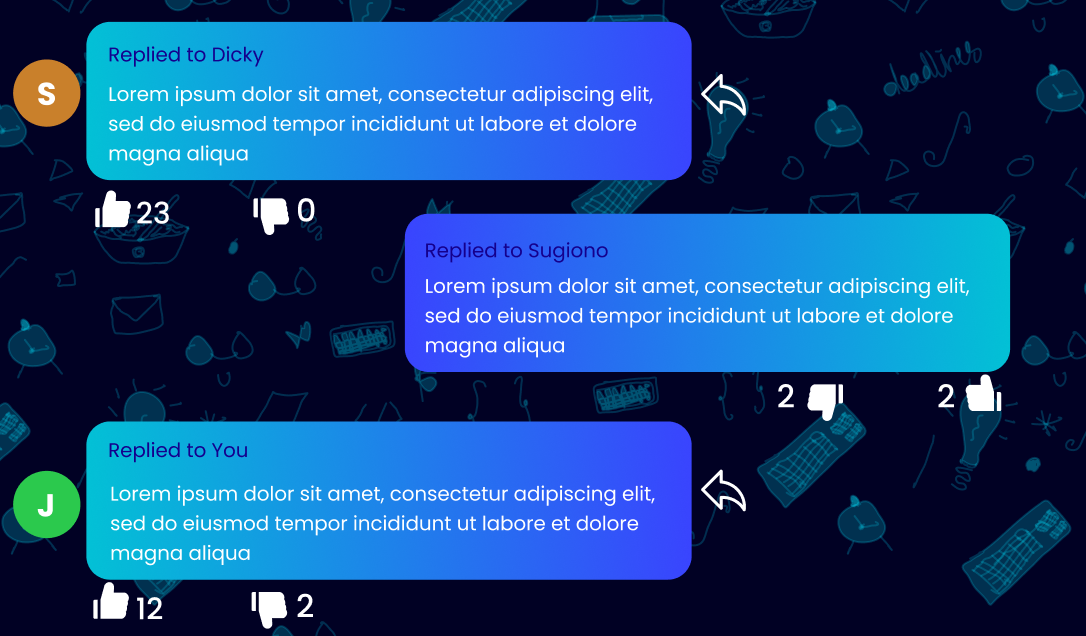 deadlines
Replied to Dicky
S
Lorem ipsum dolor sit amet, consectetur adipiscing elit,
sed do eiusmod tempor incididunt ut labore et dolore
magna aliqua
23
0
Replied to Sugiono
Lorem ipsum dolor sit amet, consectetur adipiscing elit,
sed do eiusmod tempor incididunt ut labore et dolore
magna aliqua
2
2
Replied to You
J
Lorem ipsum dolor sit amet, consectetur adipiscing elit,
sed do eiusmod tempor incididunt ut labore et dolore
magna aliqua
12
2